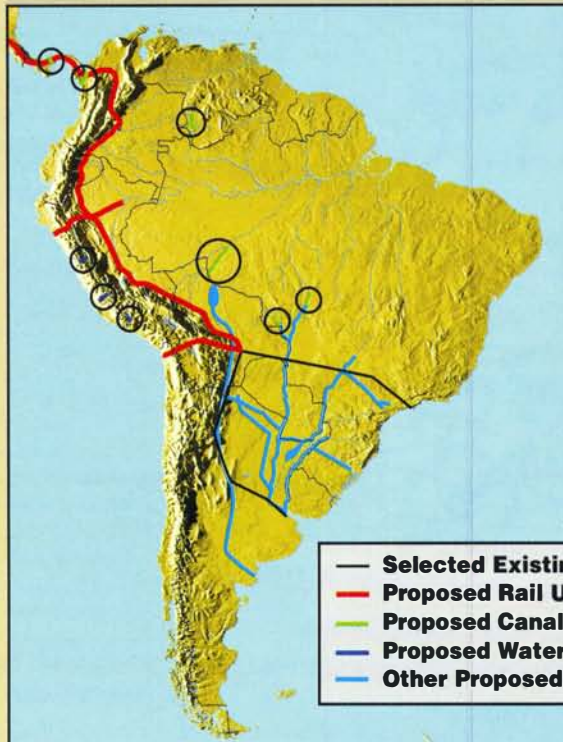 Selected Existin
Proposed Rail U
Proposed Canal
Proposed Water
Other Proposed